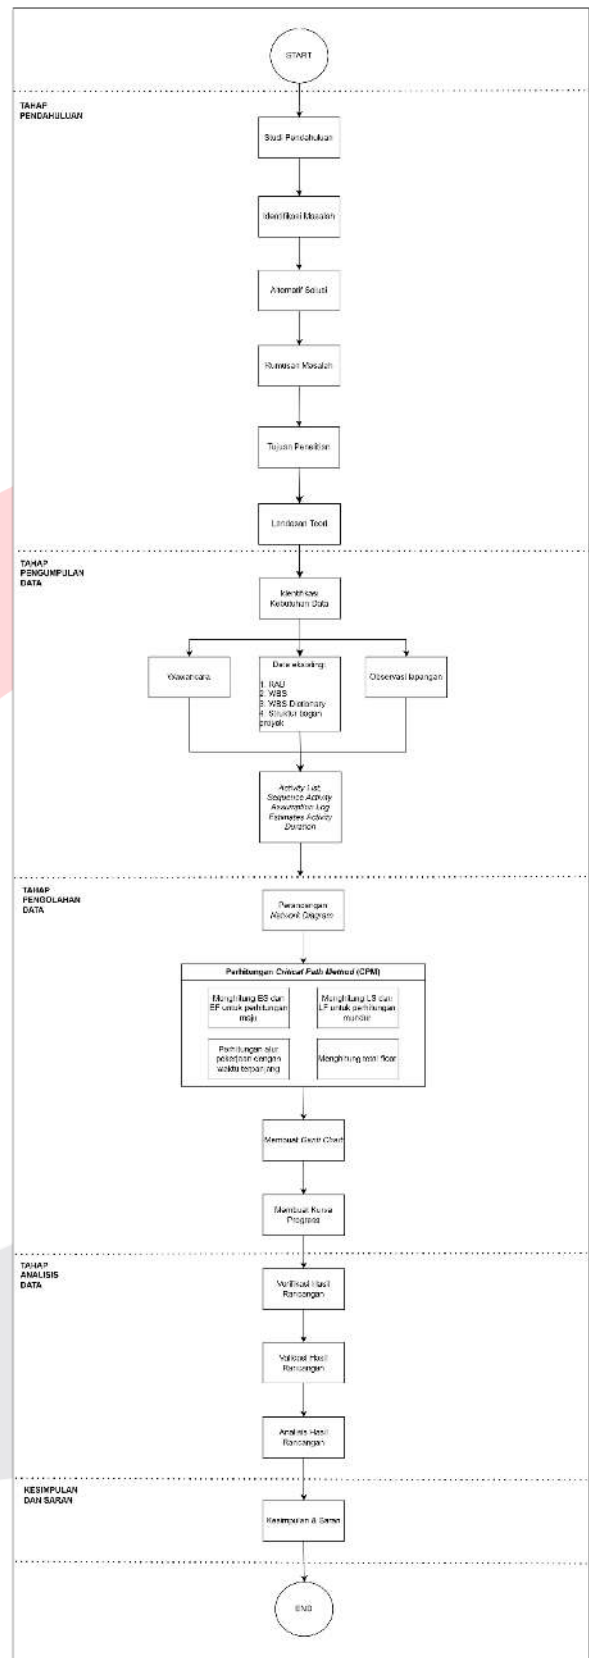 START
TAHAP
PENDAHULUAN
Studi Pendahuluan
Identifikasi Masalah
Alternatif Solusi
Rumusan Masalah
Tujuan Penelitian
Landasan Teori
TAHAP
PENGUMPULAN
DATA
Identifikasi
Kebutuhan Data
Wawancara
Data eksisting:
1. RAB
2. WBS
3. WBS Dictionary
4. Struktur bagan
proyek
Observasi lapangan
Activity List
Sequence Activity
Assumption Log
Estimates Activity
Duration
TAHAP
PENGOLAHAN
DATA
Perancangan
Network Diagram
Perhitungan Critical Path Method (CPM)
Menghitung ES dan
EF untuk perhitungan
maju
Menghitung LS dan
LF untuk perhitungan
mundur
Perhitungan alur
pekerjaan dengan
waktu terpanjang
Menghitung total float
Membuat Gantt Chart
Membuat Kurva
Progress
TAHAP
ANALISIS
DATA
Verifikasi Hasil
Rancangan
Validasi Hasil
Rancangan
Analisis Hasil
Rancangan
KESIMPULAN
DAN SARAN
Kesimpulan & Saran
END